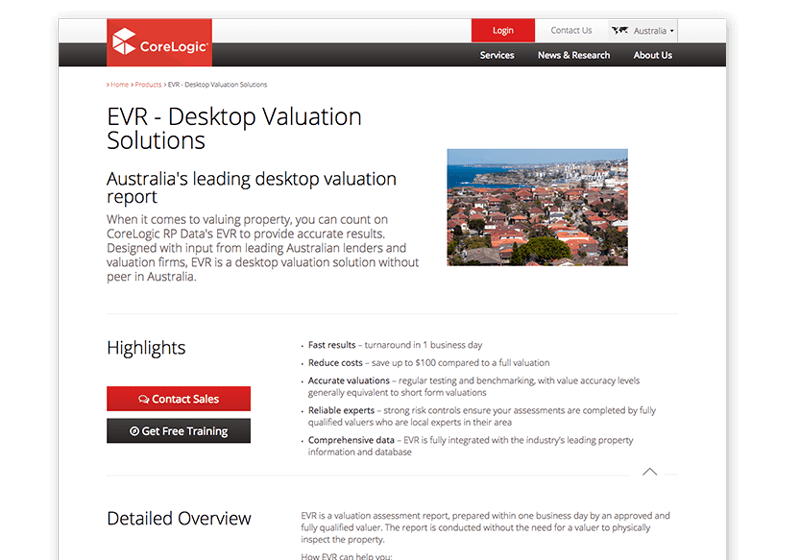 CoreLogic®
Login
Contact Us
Australia
Services
News & Research
About Us
› Home › Products › EVR - Desktop Valuation Solutions
EVR - Desktop Valuation
Solutions
Australia's leading desktop valuation
report
When it comes to valuing property, you can count on
CoreLogic RP Data's EVR to provide accurate results.
Designed with input from leading Australian lenders and
valuation firms, EVR is a desktop valuation solution without
peer in Australia.
Highlights
Contact Sales
Get Free Training
• Fast results – turnaround in 1 business day
• Reduce costs – save up to $100 compared to a full valuation
• Accurate valuations – regular testing and benchmarking, with value accuracy levels
generally equivalent to short form valuations
• Reliable experts – strong risk controls ensure your assessments are completed by fully
qualified valuers who are local experts in their area
• Comprehensive data – EVR is fully integrated with the industry's leading property
information and database
Detailed Overview
EVR is a valuation assessment report, prepared within one business day by an approved and
fully qualified valuer. The report is conducted without the need for a valuer to physically
inspect the property.
How EVR can help you: